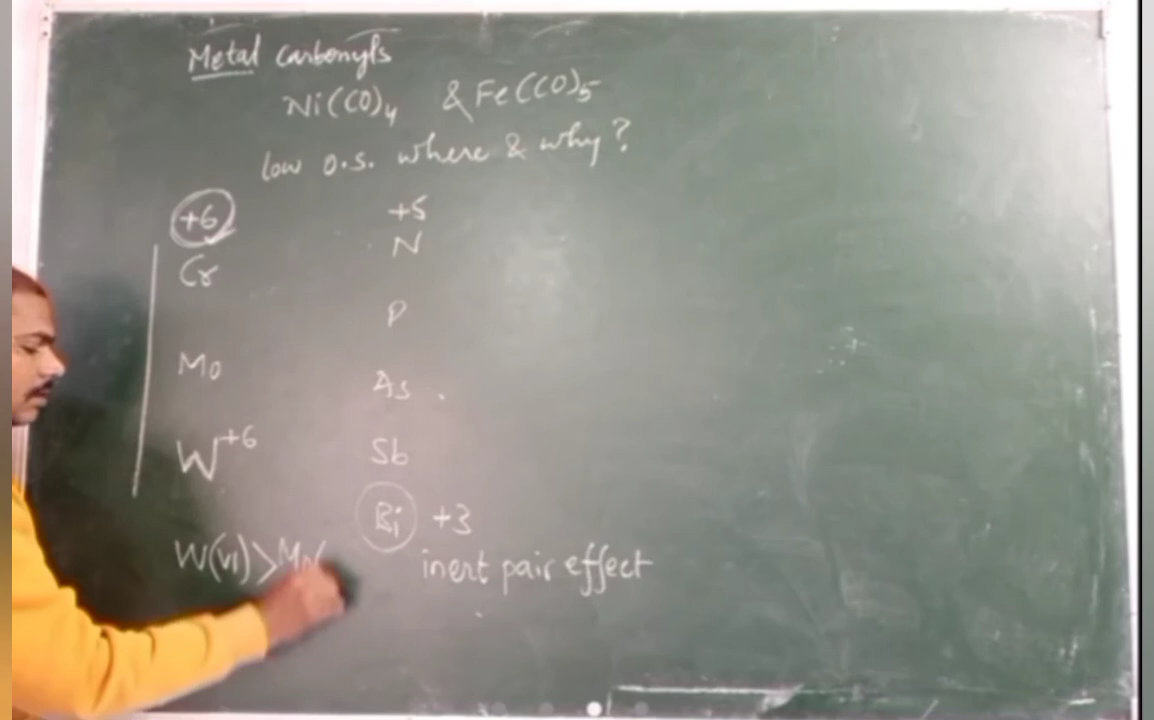 Metal Carbonyls
Ni(CO)4 & Fe(CO)5
low o.s. where & why?
+6 +5
Cr N
P
Mo As
W+6 Sb
Bi +3
W(VI) >
inert pair effect